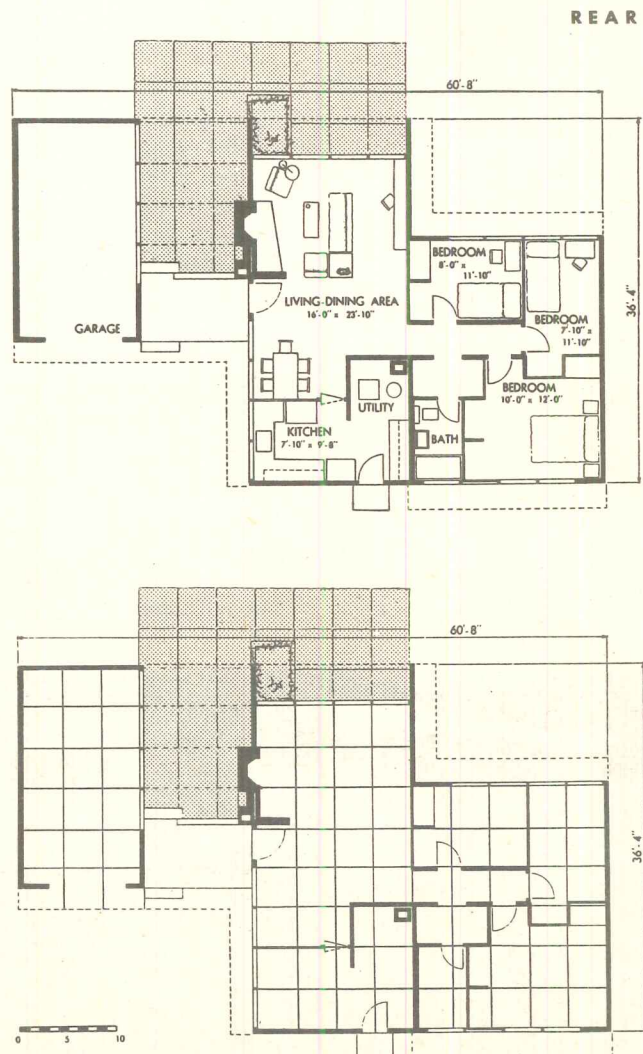 REAR
60'-8"
36'-4"
BEDROOM
8'-0" x
11'-10"
LIVING-DINING AREA
16'-0" x 23'-10"
BEDROOM
7'-10" x
11'-10"
GARAGE
BEDROOM
10'-0" x 12'-0"
UTILITY
KITCHEN
7'-10" x 9'-8"
BATH
60'-8"
36'-4"
0 5 10